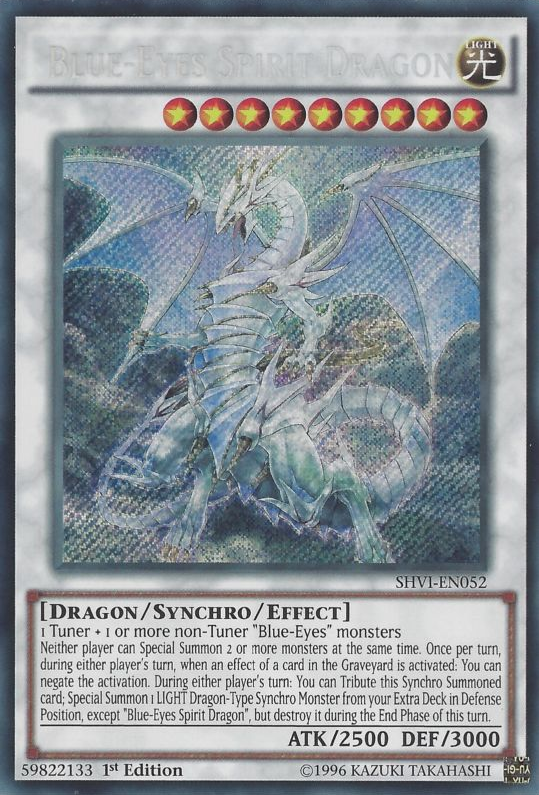 BLUE-EYES SPIRIT DRAGON
LIGHT
光
SHVI-EN052
[DRAGON/SYNCHRO/EFFECT]
1 Tuner + 1 or more non-Tuner "Blue-Eyes" monsters
Neither player can Special Summon 2 or more monsters at the same time. Once per turn,
during either player's turn, when an effect of a card in the Graveyard is activated: You can
negate the activation. During either player's turn: You can Tribute this Synchro Summoned
card; Special Summon 1 LIGHT Dragon-Type Synchro Monster from your Extra Deck in Defense
Position, except "Blue-Eyes Spirit Dragon", but destroy it during the End Phase of this turn.
ATK/2500 DEF/3000
59822133 1st Edition ©1996 KAZUKI TAKAHASHI